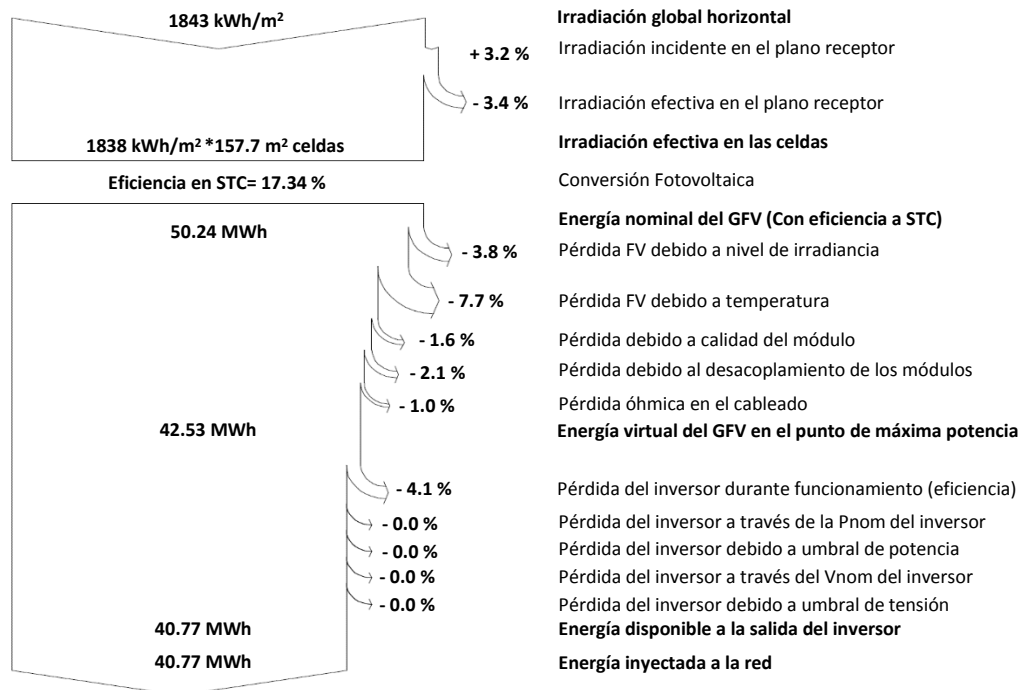 1843 kWh/m² Irradiación global horizontal
+ 3.2 % Irradiación incidente en el plano receptor
- 3.4 % Irradiación efectiva en el plano receptor
1838 kWh/m² *157.7 m² celdas Irradiación efectiva en las celdas
Eficiencia en STC= 17.34 % Conversión Fotovoltaica
Energía nominal del GFV (Con eficiencia a STC)
50.24 MWh
- 3.8 % Pérdida FV debido a nivel de irradiancia
- 7.7 % Pérdida FV debido a temperatura
- 1.6 % Pérdida debido a calidad del módulo
- 2.1 % Pérdida debido al desacoplamiento de los módulos
- 1.0 % Pérdida óhmica en el cableado
42.53 MWh Energía virtual del GFV en el punto de máxima potencia
- 4.1 % Pérdida del inversor durante funcionamiento (eficiencia)
- 0.0 % Pérdida del inversor a través de la Pnom del inversor
- 0.0 % Pérdida del inversor debido a umbral de potencia
- 0.0 % Pérdida del inversor a través del Vnom del inversor
- 0.0 % Pérdida del inversor debido a umbral de tensión
40.77 MWh Energía disponible a la salida del inversor
40.77 MWh Energía inyectada a la red